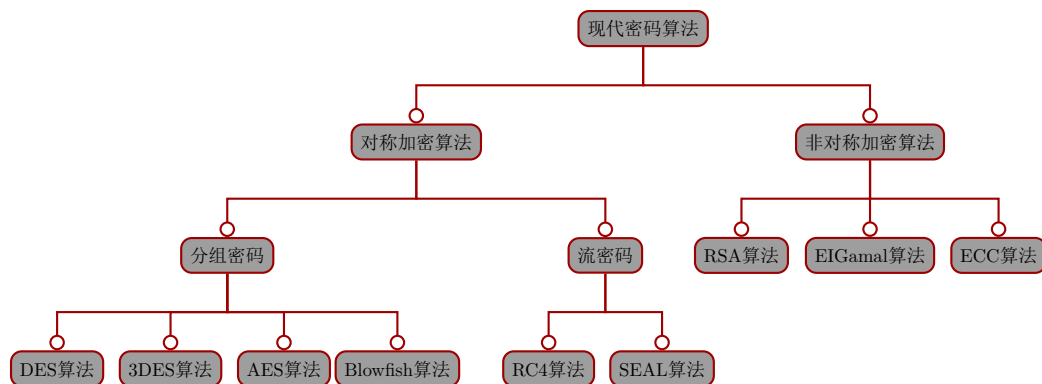 现代密码算法
对称加密算法
非对称加密算法
分组密码
流密码
RSA算法
EIGamal算法
ECC算法
DES算法
3DES算法
AES算法
Blowfish算法
RC4算法
SEAL算法